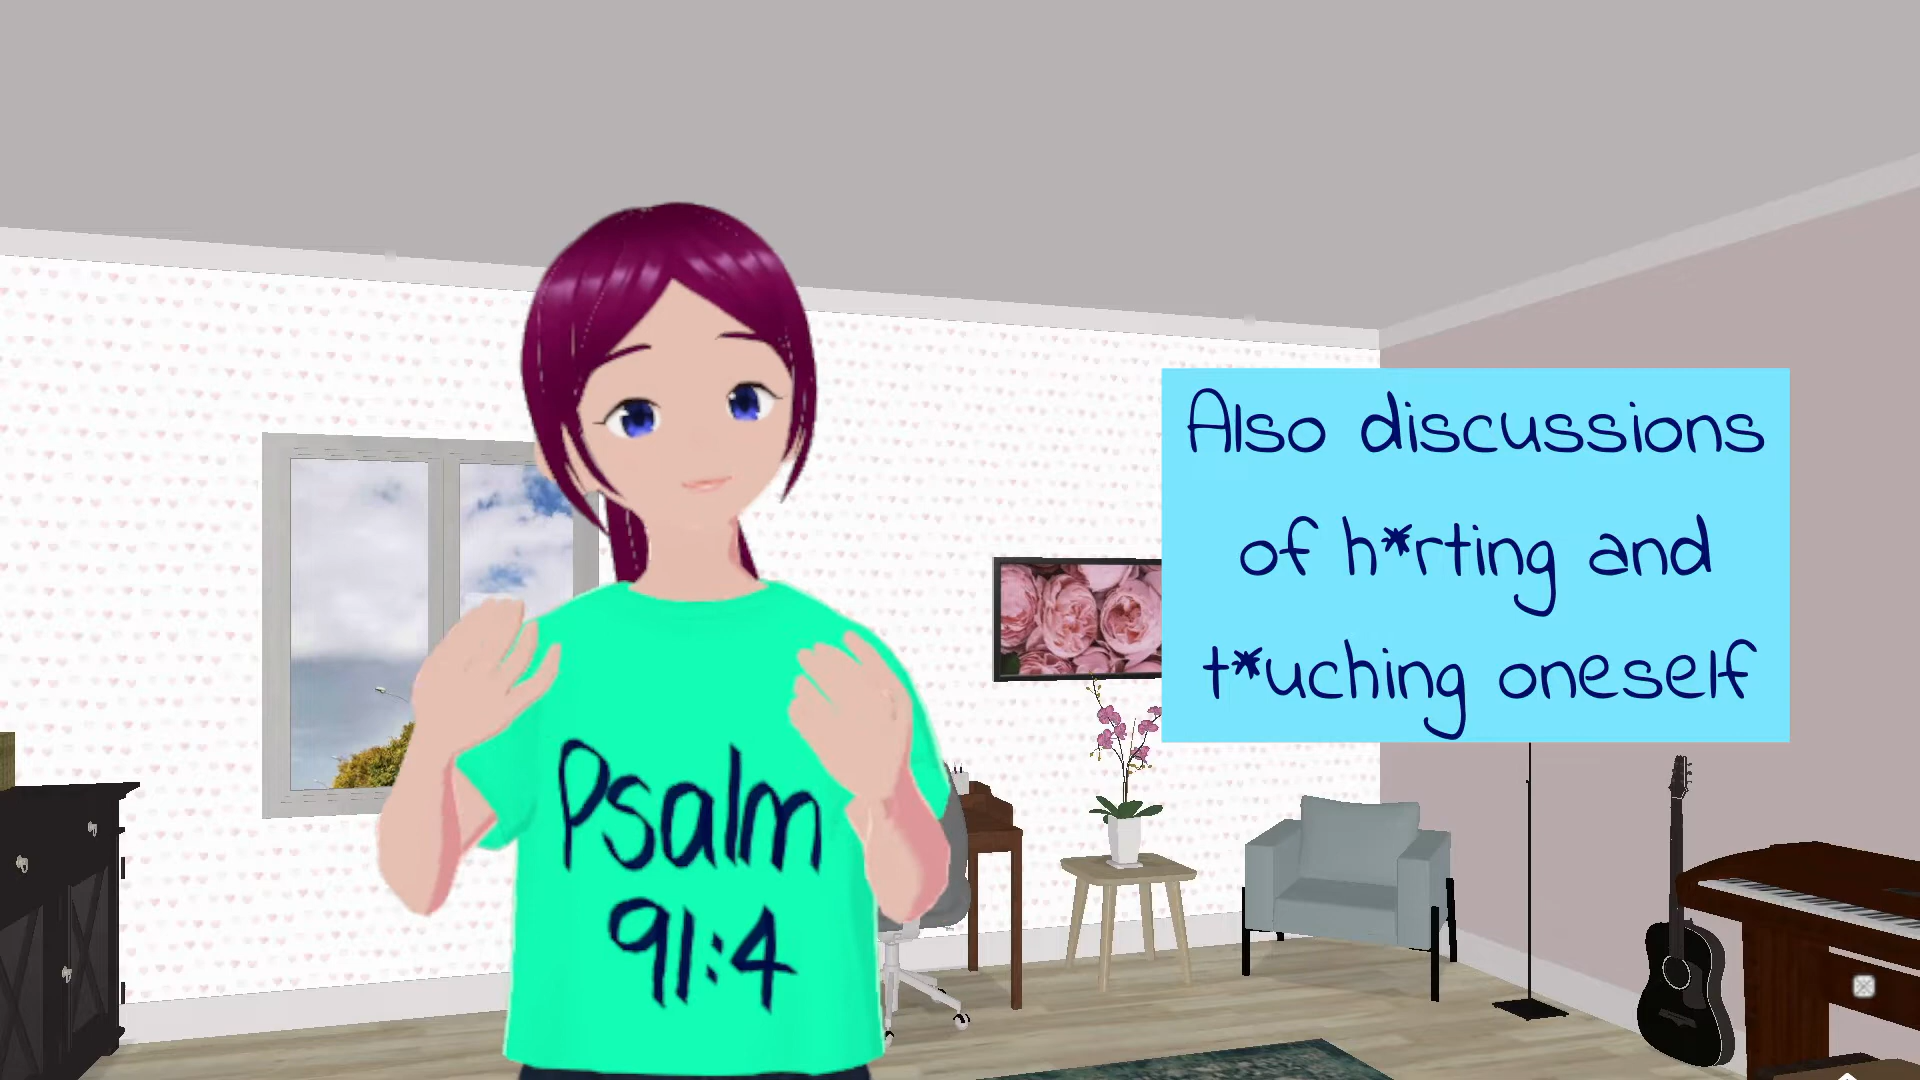 Also discussions
of h*rting and
t*uching oneself
Psalm
91:4